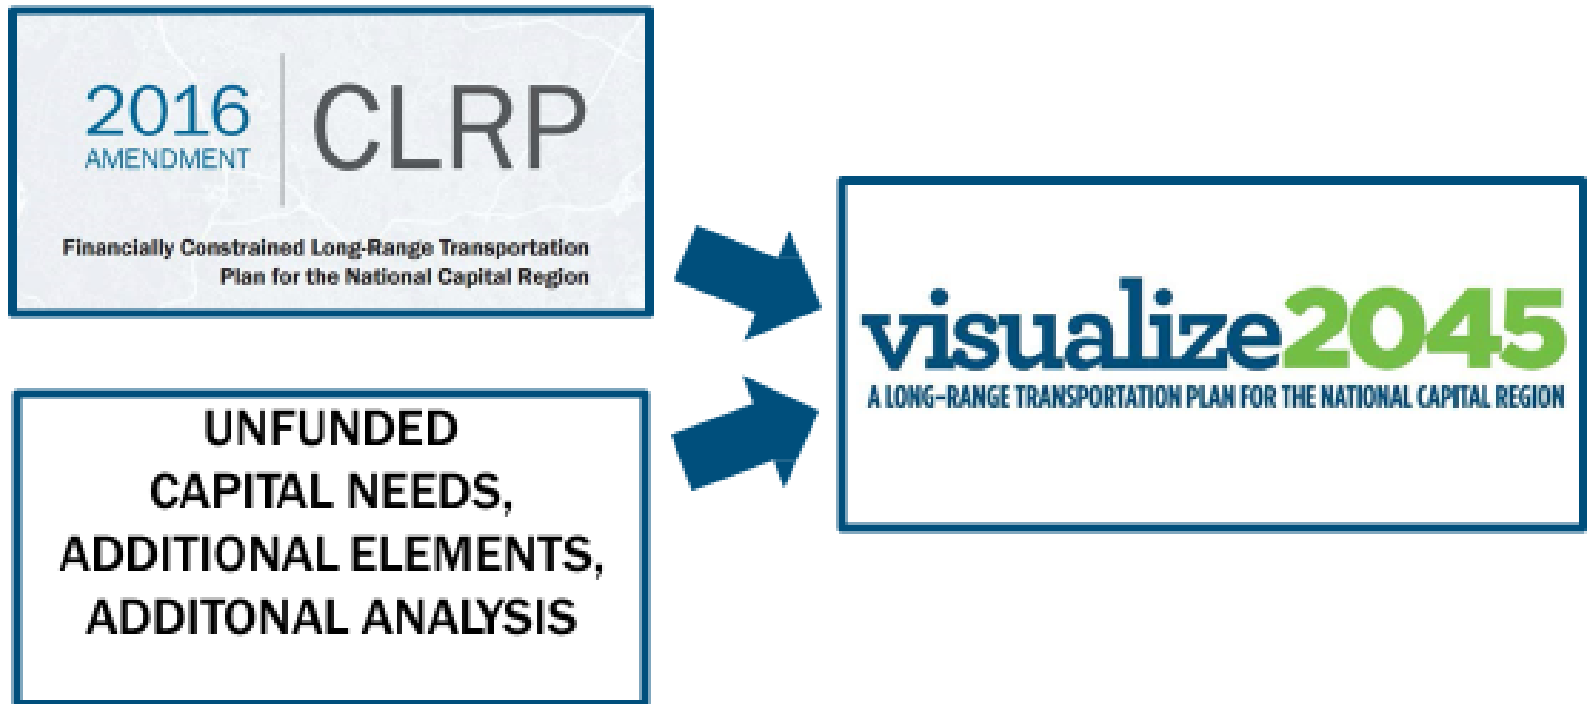 2016
AMENDMENT
CLRP
Financially Constrained Long-Range Transportation
Plan for the National Capital Region
UNFUNDED
CAPITAL NEEDS,
ADDITIONAL ELEMENTS,
ADDITONAL ANALYSIS
visualize2045
A LONG-RANGE TRANSPORTATION PLAN FOR THE NATIONAL CAPITAL REGION